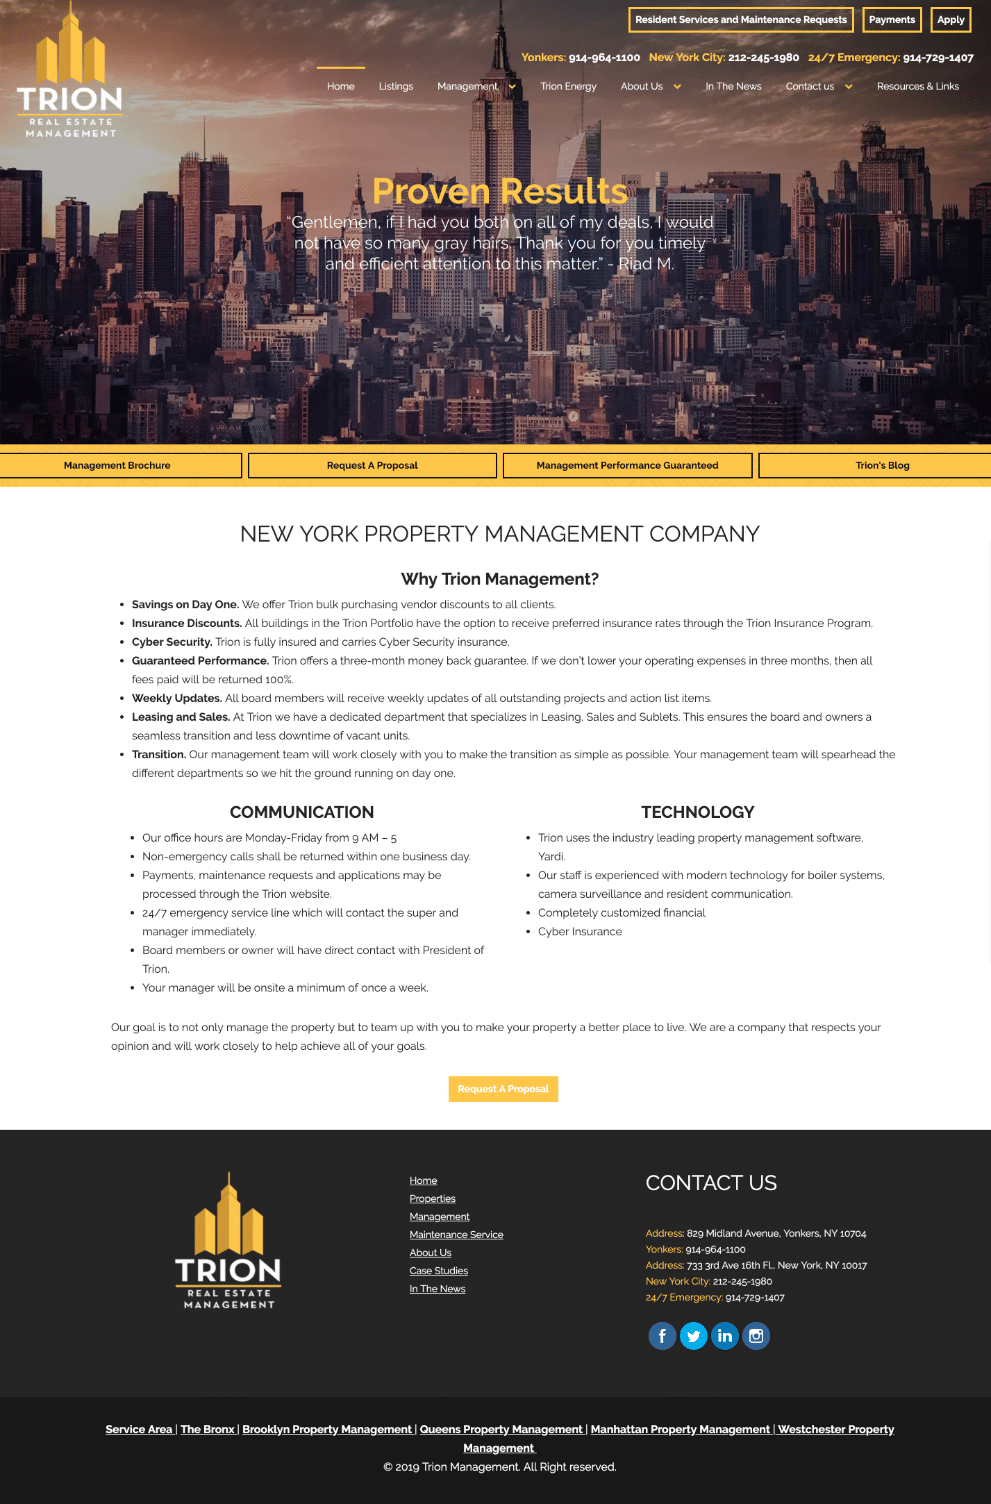 Resident Services and Maintenance Requests
Payments
Apply
TRION
REAL ESTATE
MANAGEMENT
Yonkers: 914-964-1100 New York City: 212-245-1980 24/7 Emergency: 914-729-1407
Home
Listings
Management
Trion Energy
About Us
In The News
Contact us
Resources & Links
Proven Results
“Gentlemen, if I had you both on all of my deals, I would
not have so many gray hairs. Thank you for you timely
and efficient attention to this matter.” - Riad M.
Management Brochure
Request A Proposal
Management Performance Guaranteed
Trion's Blog
NEW YORK PROPERTY MANAGEMENT COMPANY
Why Trion Management?
• Savings on Day One. We offer Trion bulk purchasing vendor discounts to all clients.
• Insurance Discounts. All buildings in the Trion Portfolio have the option to receive preferred insurance rates through the Trion Insurance Program.
• Cyber Security. Trion is fully insured and carries Cyber Security insurance.
• Guaranteed Performance. Trion offers a three-month money back guarantee. If we don't lower your operating expenses in three months, then all
fees paid will be returned 100%.
• Weekly Updates. All board members will receive weekly updates of all outstanding projects and action list items.
• Leasing and Sales. At Trion we have a dedicated department that specializes in Leasing, Sales and Sublets. This ensures the board and owners a
seamless transition and less downtime of vacant units.
• Transition. Our management team will work closely with you to make the transition as simple as possible. Your management team will spearhead the
different departments so we hit the ground running on day one.
COMMUNICATION
• Our office hours are Monday-Friday from 9 AM – 5
• Non-emergency calls shall be returned within one business day.
• Payments, maintenance requests and applications may be
processed through the Trion website.
• 24/7 emergency service line which will contact the super and
manager immediately.
• Board members or owner will have direct contact with President of
Trion.
• Your manager will be onsite a minimum of once a week.
TECHNOLOGY
• Trion uses the industry leading property management software,
Yardi.
• Our staff is experienced with modern technology for boiler systems,
camera surveillance and resident communication.
• Completely customized financial
• Cyber Insurance
Our goal is to not only manage the property but to team up with you to make your property a better place to live. We are a company that respects your
opinion and will work closely to help achieve all of your goals.
Request A Proposal
TRION
REAL ESTATE
MANAGEMENT
Home
Properties
Management
Maintenance Service
About Us
Case Studies
In The News
CONTACT US
Address: 829 Midland Avenue, Yonkers, NY 10704
Yonkers: 914-964-1100
Address: 733 3rd Ave 16th FL, New York, NY 10017
New York City: 212-245-1980
24/7 Emergency: 914-729-1407
Service Area | The Bronx | Brooklyn Property Management | Queens Property Management | Manhattan Property Management | Westchester Property
Management
© 2019 Trion Management. All Right reserved.